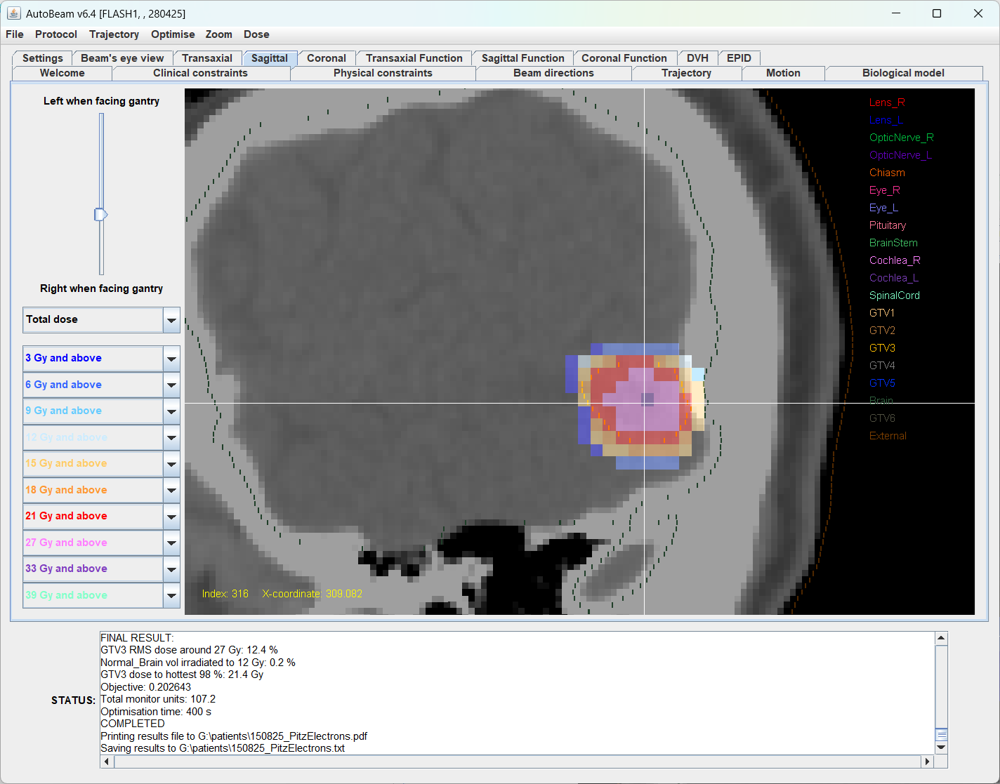 AutoBeam v6.4 [FLASH1, , 280425]
File Protocol Trajectory Optimise Zoom Dose
Settings Beam's eye view Transaxial Sagittal Coronal Transaxial Function Sagittal Function Coronal Function DVH EPID
Welcome Clinical constraints Physical constraints Beam directions Trajectory Motion Biological model
Left when facing gantry
Right when facing gantry
Total dose
3 Gy and above
6 Gy and above
9 Gy and above
12 Gy and above
15 Gy and above
18 Gy and above
21 Gy and above
27 Gy and above
33 Gy and above
39 Gy and above
Lens_R
Lens_L
OpticNerve_R
OpticNerve_L
Chiasm
Eye_R
Eye_L
Pituitary
BrainStem
Cochlea_R
Cochlea_L
SpinalCord
GTV1
GTV2
GTV3
GTV4
GTV5
Brain
GTV6
External
Index: 316 X-coordinate: 309.082
STATUS:
FINAL RESULT:
GTV3 RMS dose around 27 Gy: 12.4 %
Normal_Brain vol irradiated to 12 Gy: 0.2 %
GTV3 dose to hottest 98 %: 21.4 Gy
Objective: 0.202643
Total monitor units: 107.2
Optimisation time: 400 s
COMPLETED
Printing results file to G:\patients\150825_PitzElectrons.pdf
Saving results to G:\patients\150825_PitzElectrons.txt